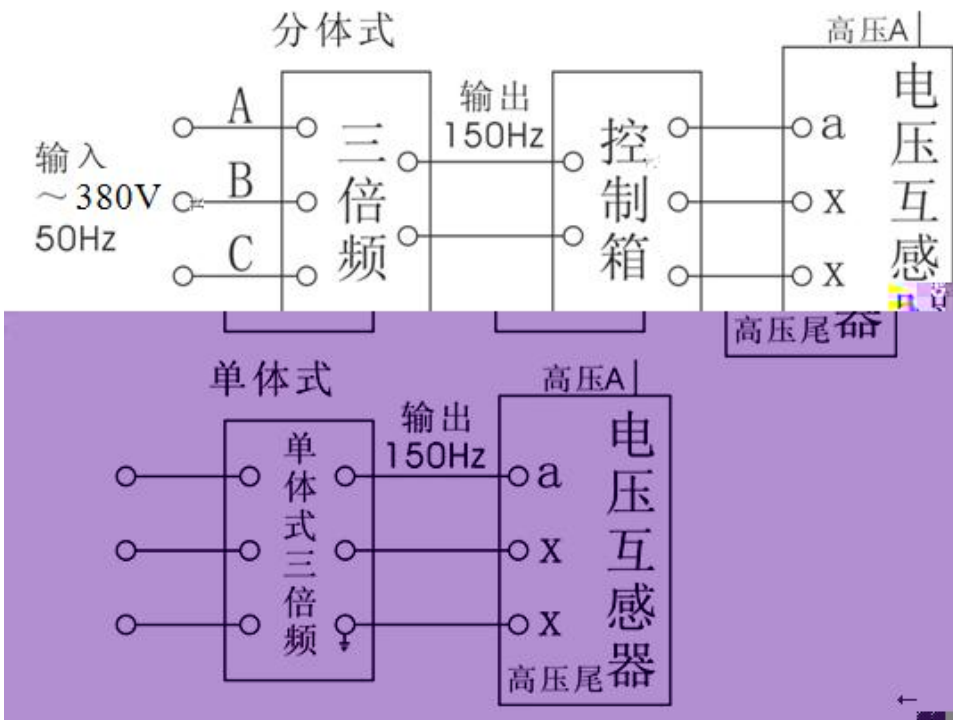 分体式
高压A
输入
～380V
50Hz
A
B
C
三倍频
输出
150Hz
控制箱
a
x
x
电压互感器
高压尾
单体式
高压A
单体式三倍频
输出
150Hz
a
x
x
电压互感器
高压尾
←